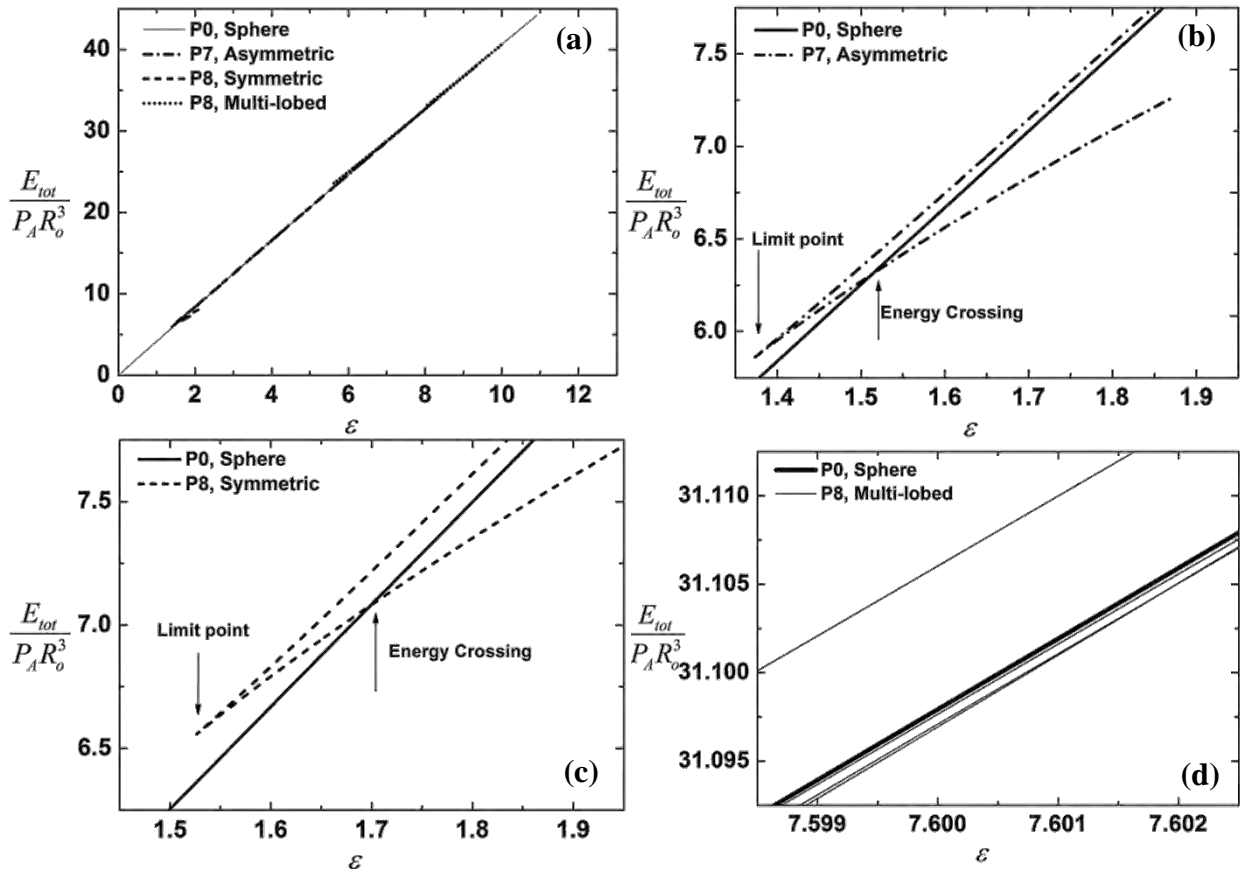 (a)
P0, Sphere
P7, Asymmetric
P8, Symmetric
P8, Multi-lobed
E_tot / P_A R_o^3
40
30
20
10
0
0 2 4 6 8 10 12
ε
(b)
P0, Sphere
P7, Asymmetric
E_tot / P_A R_o^3
7.5
7.0
6.5
6.0
Limit point
Energy Crossing
1.4 1.5 1.6 1.7 1.8 1.9
ε
P0, Sphere
P8, Symmetric
E_tot / P_A R_o^3
7.5
7.0
6.5
Limit point
Energy Crossing
(c)
1.5 1.6 1.7 1.8 1.9
ε
P0, Sphere
P8, Multi-lobed
E_tot / P_A R_o^3
31.110
31.105
31.100
31.095
(d)
7.599 7.600 7.601 7.602
ε